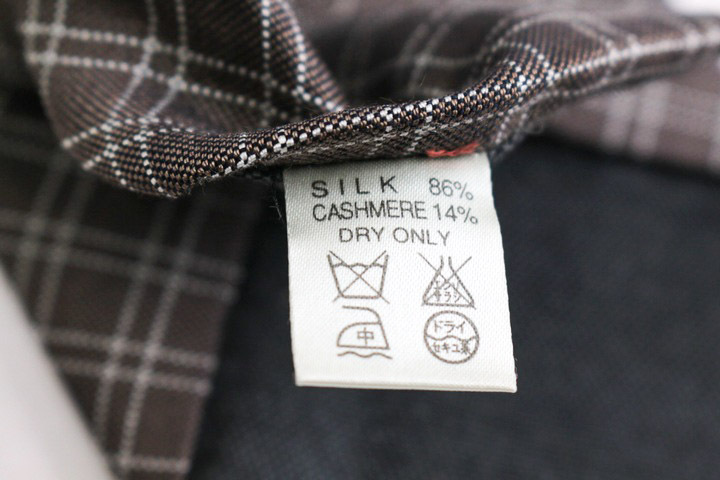 SILK 86%
CASHMERE 14%
DRY ONLY
エンソ
サラシ
中
ドライ
セキユ系